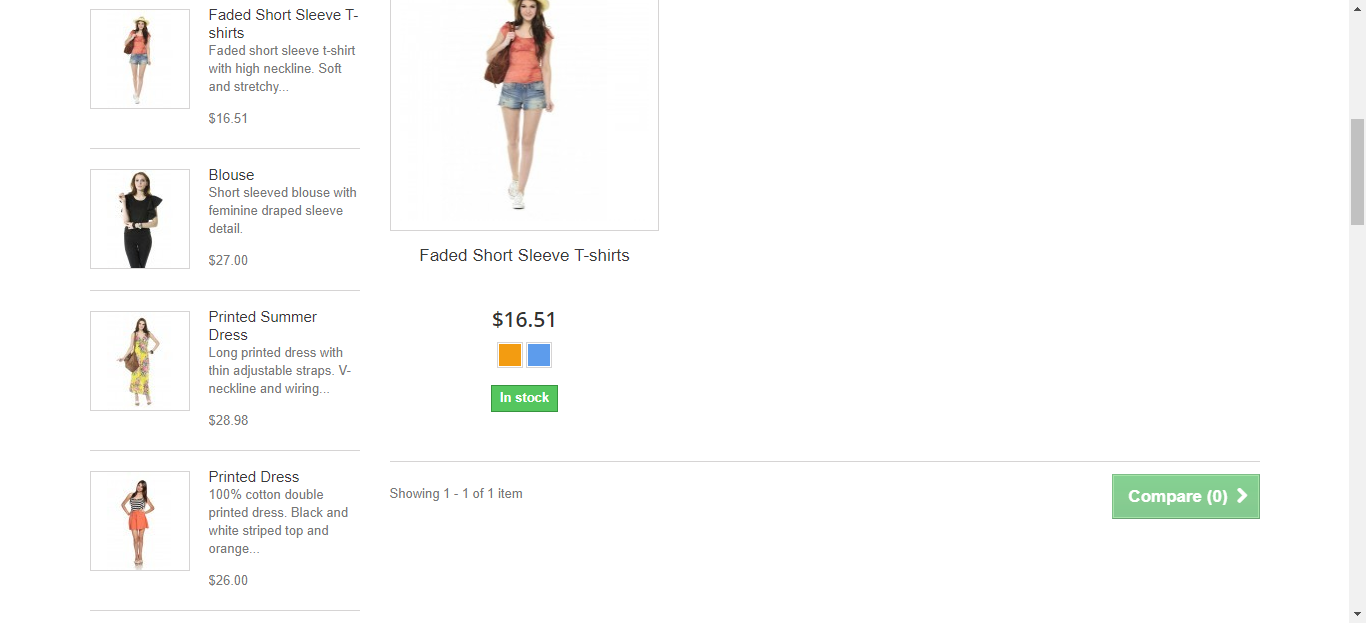 Faded Short Sleeve T-
shirts
Faded short sleeve t-shirt
with high neckline. Soft
and stretchy...
$16.51
Blouse
Short sleeved blouse with
feminine draped sleeve
detail.
$27.00
Printed Summer
Dress
Long printed dress with
thin adjustable straps. V-
neckline and wiring...
$28.98
Printed Dress
100% cotton double
printed dress. Black and
white striped top and
orange...
$26.00
Faded Short Sleeve T-shirts
$16.51
In stock
Showing 1 - 1 of 1 item
Compare (0)